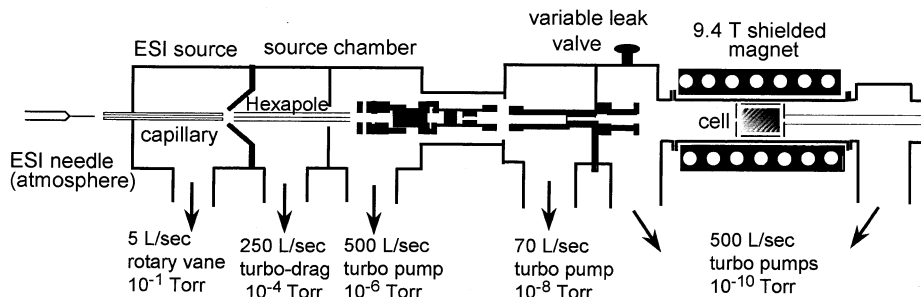 variable leak
valve
9.4 T shielded
magnet
ESI source
source chamber
Hexapole
capillary
cell
ESI needle
(atmosphere)
5 L/sec
rotary vane
10⁻¹ Torr
250 L/sec
turbo-drag
10⁻⁴ Torr
500 L/sec
turbo pump
10⁻⁶ Torr
70 L/sec
turbo pump
10⁻⁸ Torr
500 L/sec
turbo pumps
10⁻¹⁰ Torr